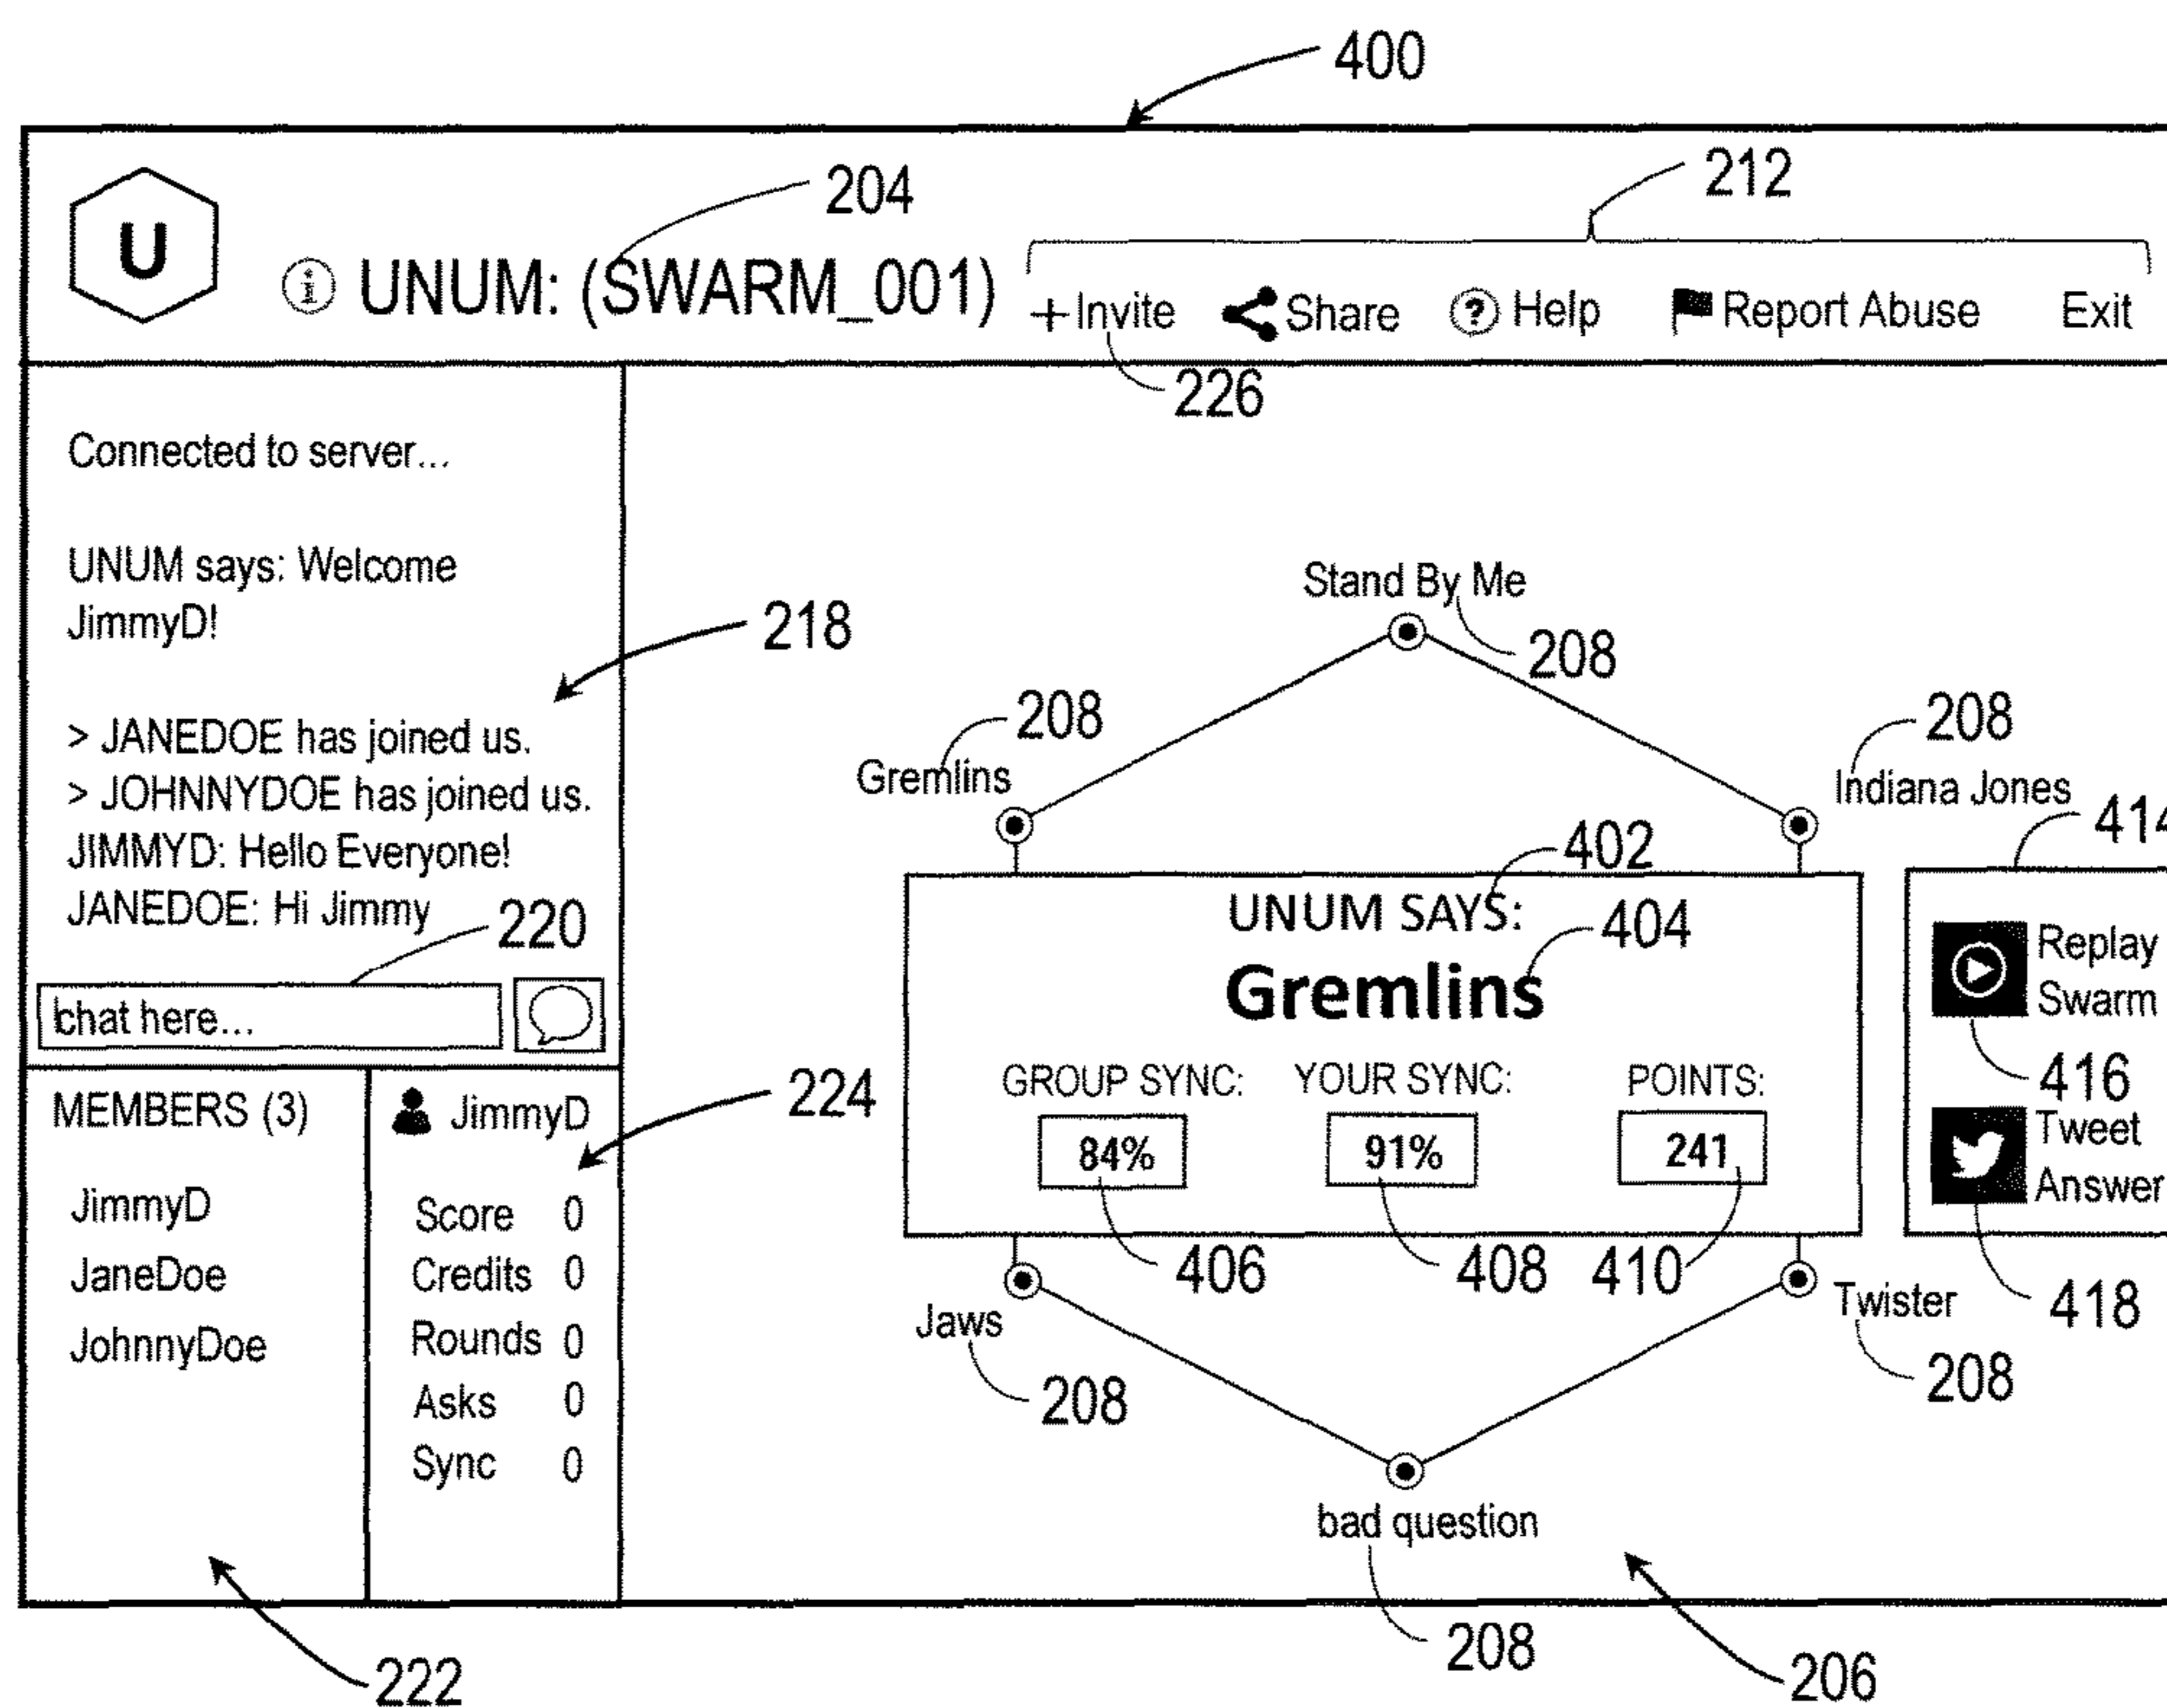 400
204
212
U
i UNUM: (SWARM_001)
+Invite Share ? Help Report Abuse Exit
226
Connected to server...
UNUM says: Welcome
JimmyD!
218
> JANEDOE has joined us.
> JOHNNYDOE has joined us.
JIMMYD: Hello Everyone!
JANEDOE: Hi Jimmy
220
chat here...
MEMBERS (3)
JimmyD
JaneDoe
JohnnyDoe
222
JimmyD
224
Score 0
Credits 0
Rounds 0
Asks 0
Sync 0
Stand By Me
208
208
Gremlins
208
Indiana Jones
402
UNUM SAYS:
404
Gremlins
GROUP SYNC: YOUR SYNC: POINTS:
84% 91% 241
406 408 410
Jaws
208
Twister
208
bad question
208
206
414
Replay
Swarm
416
Tweet
Answer
418